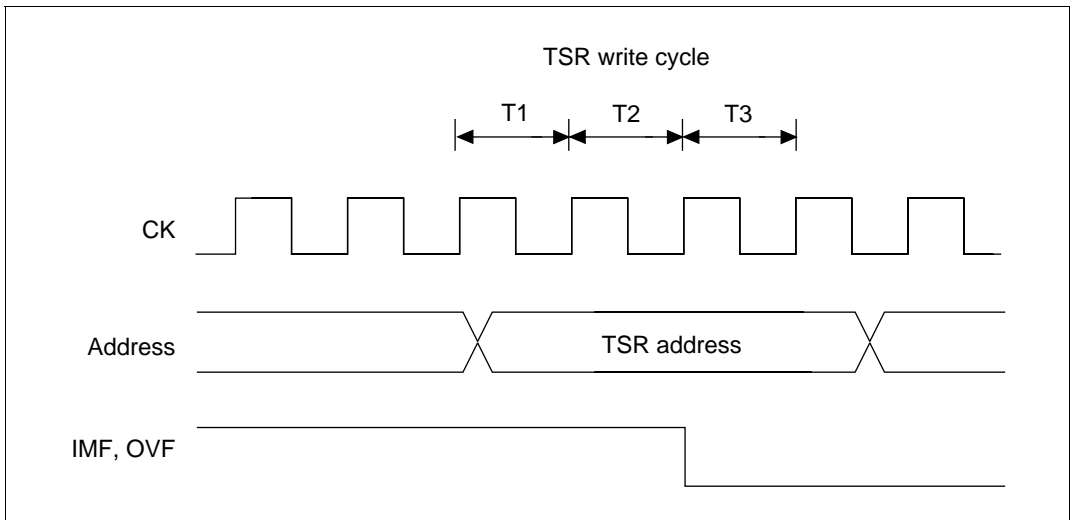 TSR write cycle
T1 T2 T3
CK
Address
TSR address
IMF, OVF